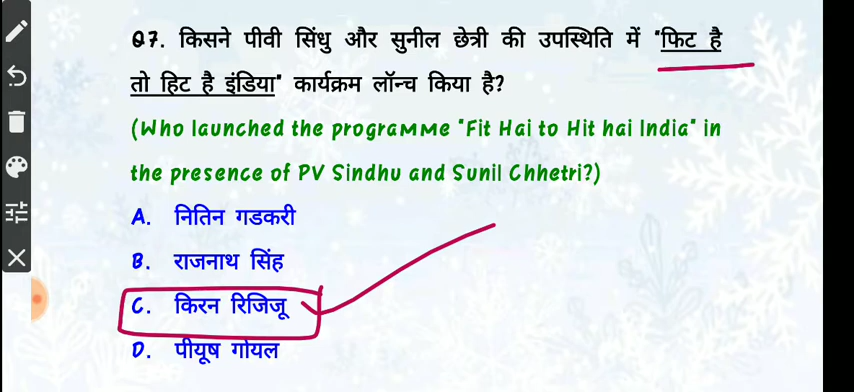 Q7. किसने पीवी सिंधु और सुनील छेत्री की उपस्थिति में "फिट है
तो हिट है इंडिया" कार्यक्रम लॉन्च किया है?
(Who launched the programme "Fit Hai to Hit hai India" in
the presence of PV Sindhu and Sunil Chhetri?)
A. नितिन गडकरी
B. राजनाथ सिंह
C. किरन रिजिजू
D. पीयूष गोयल